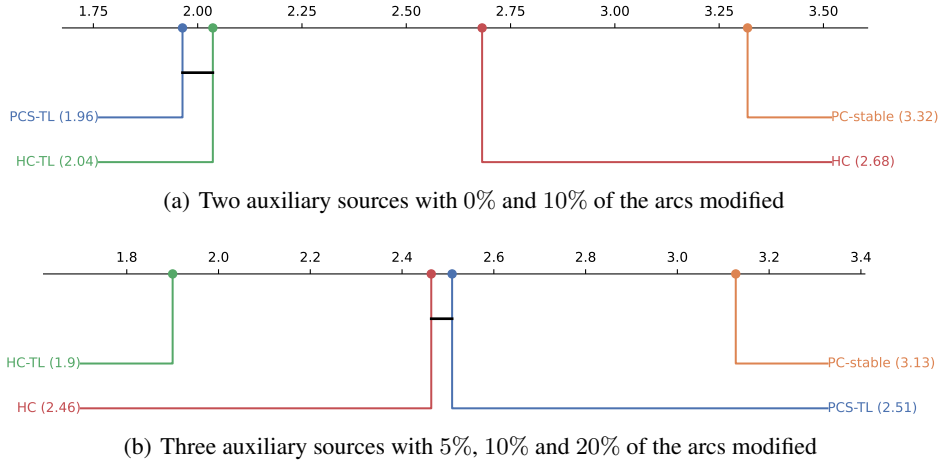 1.75 2.00 2.25 2.50 2.75 3.00 3.25 3.50
PCS-TL (1.96) PC-stable (3.32)
HC-TL (2.04) HC (2.68)
(a) Two auxiliary sources with 0% and 10% of the arcs modified
1.8 2.0 2.2 2.4 2.6 2.8 3.0 3.2 3.4
HC-TL (1.9) PC-stable (3.13)
HC (2.46) PCS-TL (2.51)
(b) Three auxiliary sources with 5%, 10% and 20% of the arcs modified